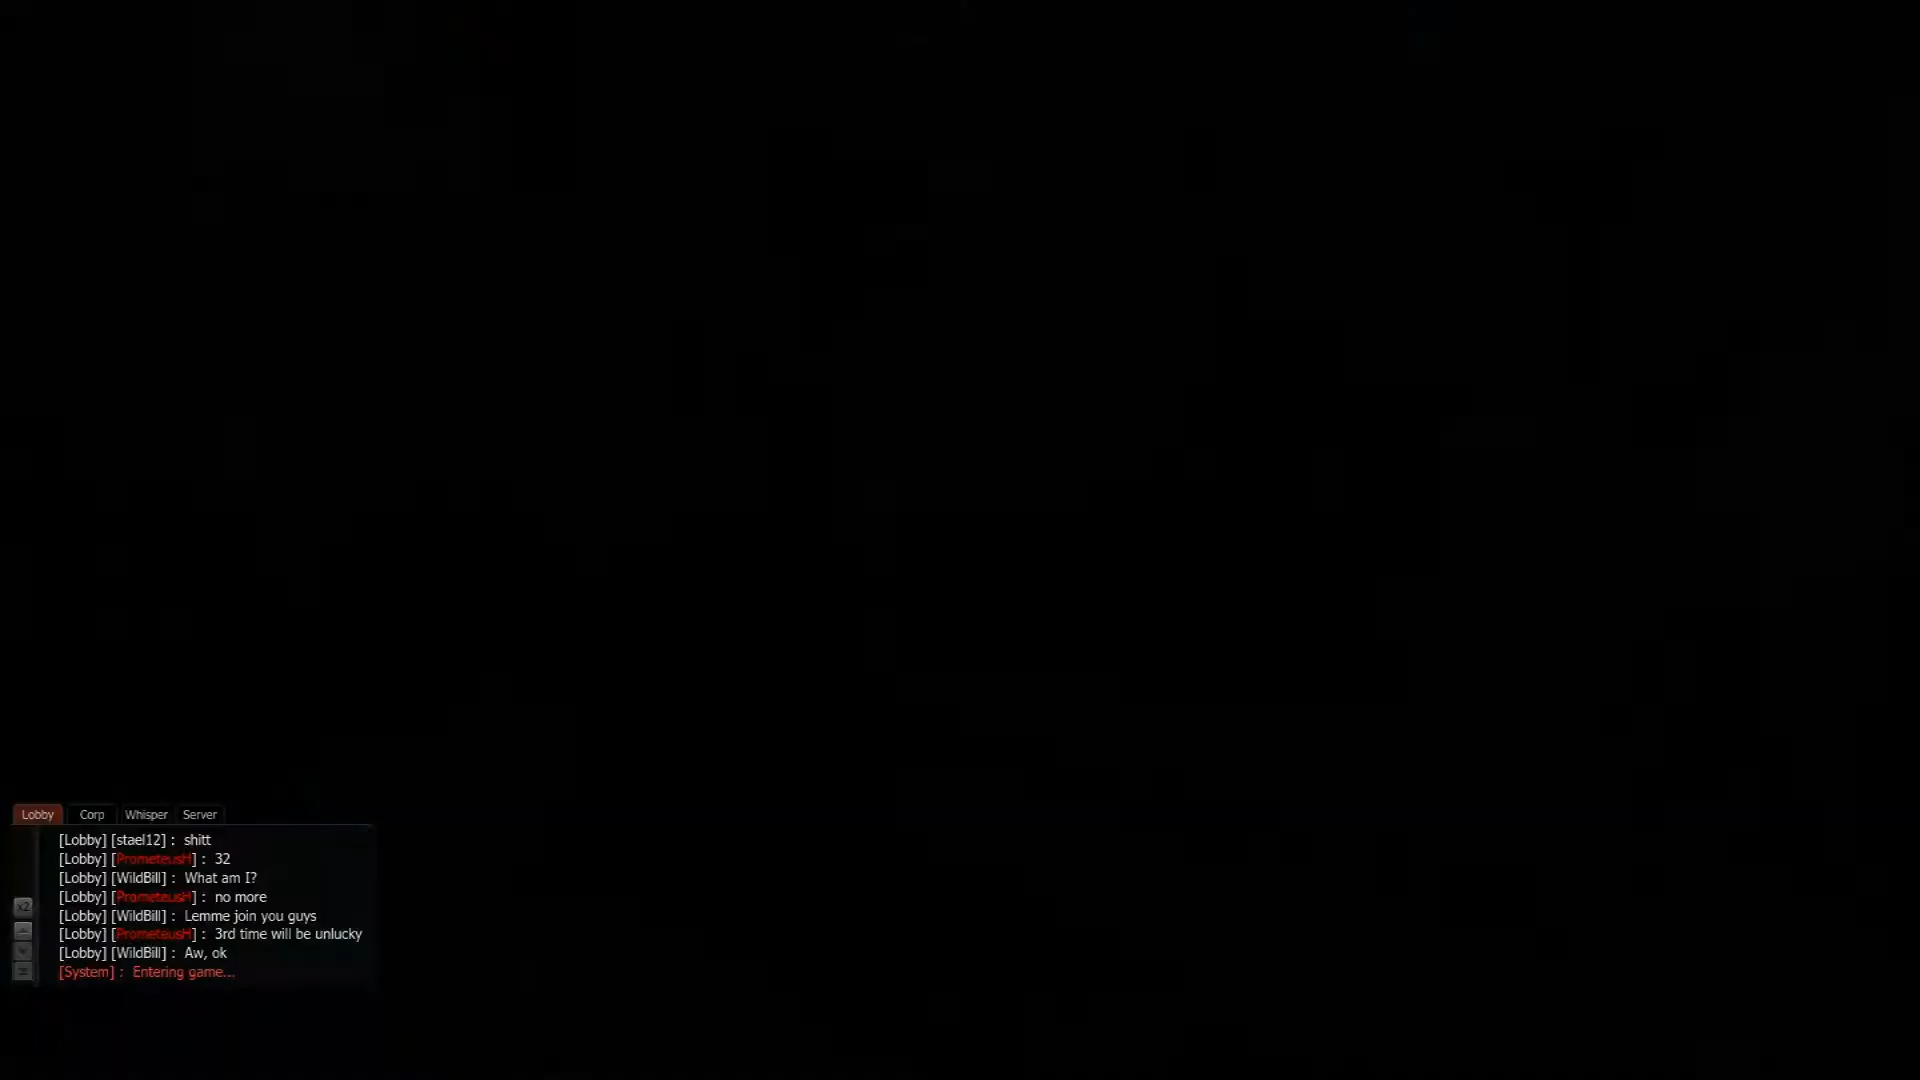 Lobby Corp Whisper Server
[Lobby] [stael12] : shitt
[Lobby] [PrometeusH] : 32
[Lobby] [WildBill] : What am I?
[Lobby] [PrometeusH] : no more
[Lobby] [WildBill] : Lemme join you guys
[Lobby] [PrometeusH] : 3rd time will be unlucky
[Lobby] [WildBill] : Aw, ok
[System] : Entering game...
x2